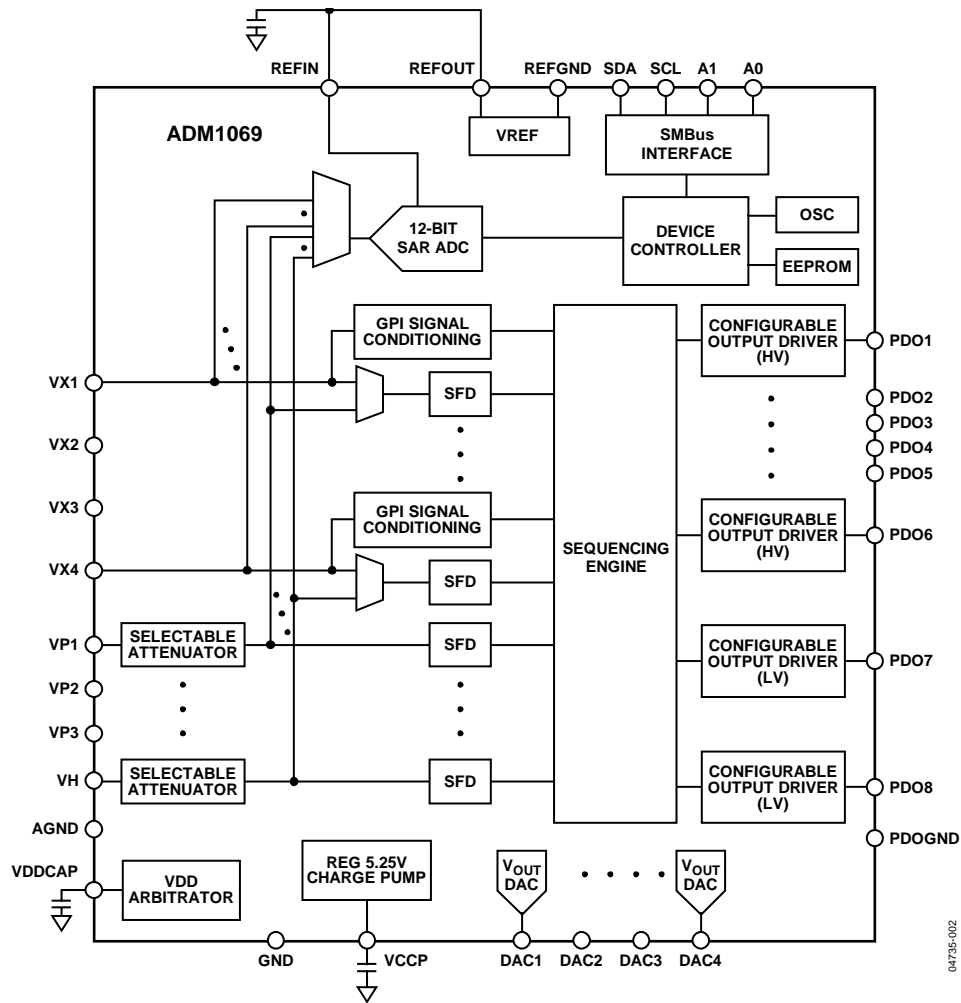 REFIN
REFOUT
REFGND
SDA
SCL
A1
A0
ADM1069
VREF
SMBus
INTERFACE
12-BIT
SAR ADC
DEVICE
CONTROLLER
OSC
EEPROM
GPI SIGNAL
CONDITIONING
CONFIGURABLE
OUTPUT DRIVER
(HV)
PDO1
VX1
SFD
PDO2
PDO3
PDO4
PDO5
VX2
VX3
GPI SIGNAL
CONDITIONING
SEQUENCING
ENGINE
CONFIGURABLE
OUTPUT DRIVER
(HV)
PDO6
VX4
SFD
VP1
SELECTABLE
ATTENUATOR
SFD
CONFIGURABLE
OUTPUT DRIVER
(LV)
PDO7
VP2
VP3
VH
SELECTABLE
ATTENUATOR
SFD
CONFIGURABLE
OUTPUT DRIVER
(LV)
PDO8
AGND
PDOGND
VDDCAP
VDD
ARBITRATOR
REG 5.25V
CHARGE PUMP
VOUT
DAC
VOUT
DAC
GND
VCCP
DAC1
DAC2
DAC3
DAC4
04735-002